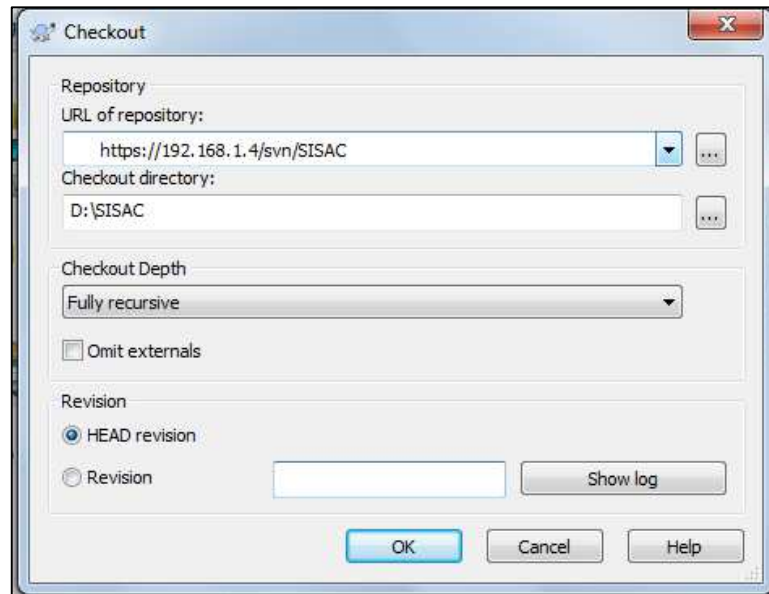 Checkout
Repository
URL of repository:
https://192.168.1.4/svn/SISAC
...
Checkout directory:
D:\SISAC
...
Checkout Depth
Fully recursive
Omit externals
Revision
HEAD revision
Revision
Show log
OK Cancel Help